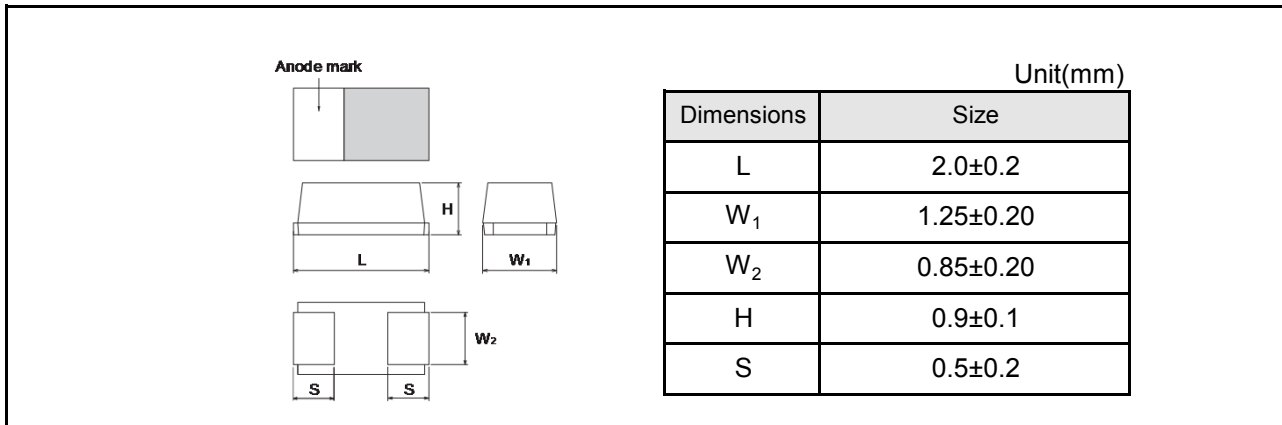 Anode mark
H
L
W₁
W₂
S S
Unit(mm)
Dimensions Size
L 2.0±0.2
W₁ 1.25±0.20
W₂ 0.85±0.20
H 0.9±0.1
S 0.5±0.2